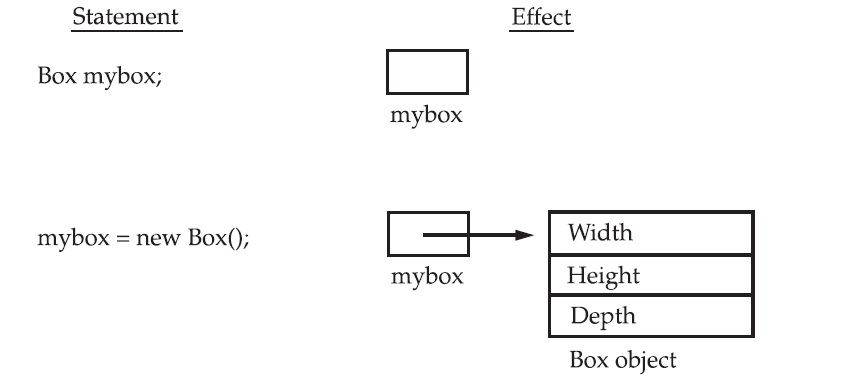 Statement
Effect
Box mybox;
mybox
mybox = new Box();
mybox
Width
Height
Depth
Box object